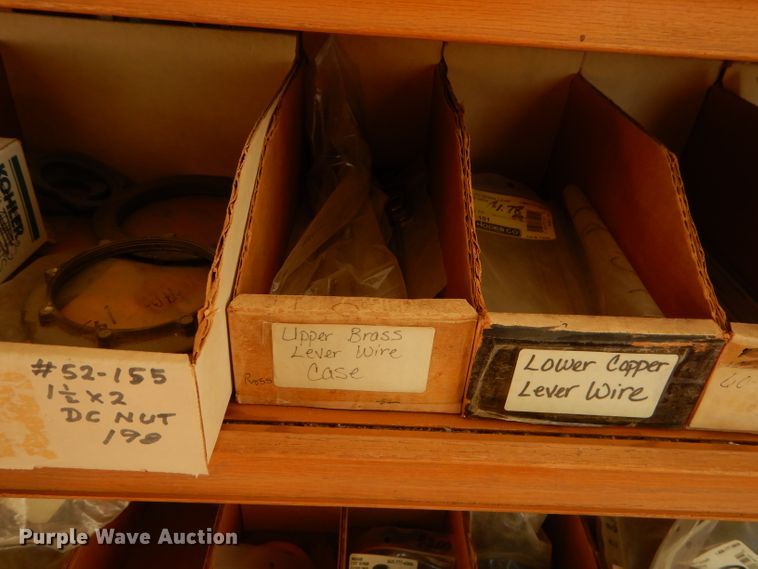 KOHLER
#52-155
1½ x 2
DC NUT
Upper Brass
Lever Wire
Case
Lower Copper
Lever Wire
Purple Wave Auction